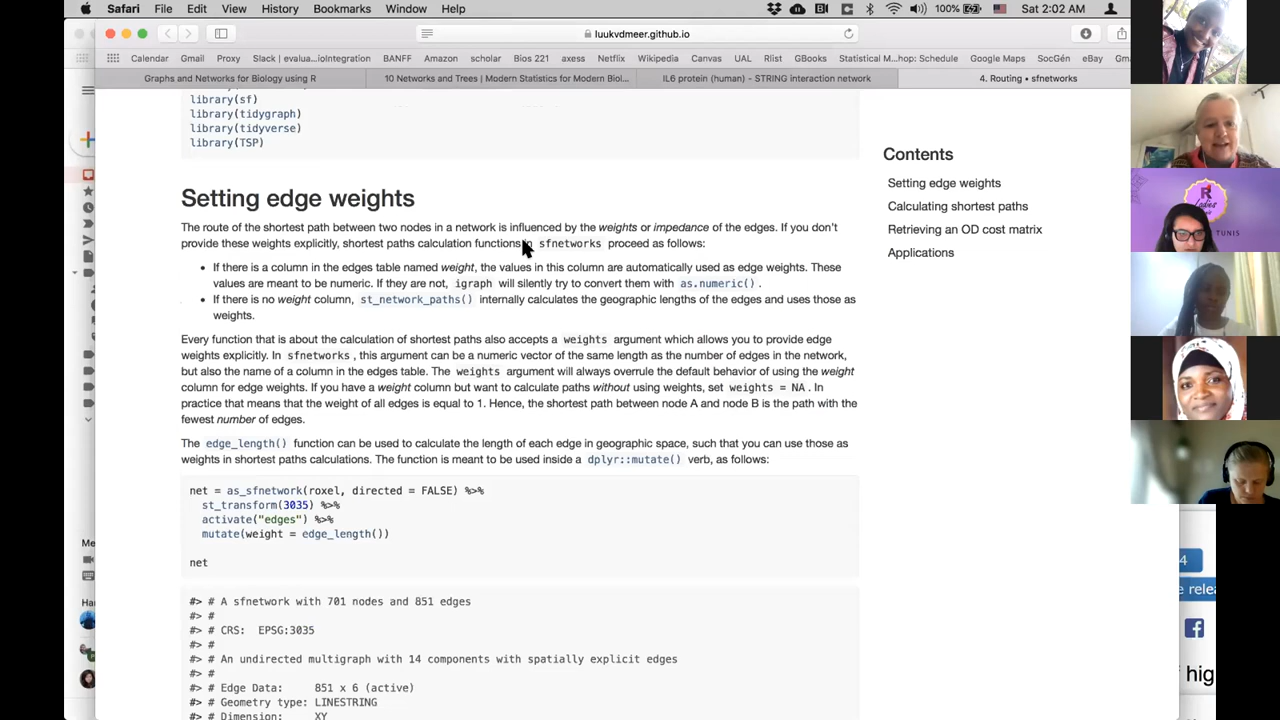 Safari File Edit View History Bookmarks Window Help 100% Sat 2:02 AM
luukvdmeer.github.io
Calendar Gmail Proxy Slack | evalua...IoIntegration BANFF Amazon school Bios 221 axess Netflix Wikipedia Canvas UAL Rlist GBooks Statistical M...hop: Schedule Google Maps SocGén eBay Gm
Graphs and Networks for Biology using R 10 Networks and Trees | Modern Statistics for Modern Biol... IL6 protein (human) - STRING interaction network 4. Routing • sfnetworks
library(sf)
library(tidygraph)
library(tidyverse)
library(TSP)
Setting edge weights
The route of the shortest path between two nodes in a network is influenced by the weights or impedance of the edges. If you don't
provide these weights explicitly, shortest paths calculation functions in sfnetworks proceed as follows:
• If there is a column in the edges table named weight, the values in this column are automatically used as edge weights. These
values are meant to be numeric. If they are not, igraph will silently try to convert them with as.numeric() .
• If there is no weight column, st_network_paths() internally calculates the geographic lengths of the edges and uses those as
weights.
Every function that is about the calculation of shortest paths also accepts a weights argument which allows you to provide edge
weights explicitly. In sfnetworks , this argument can be a numeric vector of the same length as the number of edges in the network,
but also the name of a column in the edges table. The weights argument will always overrule the default behavior of using the weight
column for edge weights. If you have a weight column but want to calculate paths without using weights, set weights = NA . In
practice that means that the weight of all edges is equal to 1. Hence, the shortest path between node A and node B is the path with the
fewest number of edges.
The edge_length() function can be used to calculate the length of each edge in geographic space, such that you can use those as
weights in shortest paths calculations. The function is meant to be used inside a dplyr::mutate() verb, as follows:
net = as_sfnetwork(roxel, directed = FALSE) %>%
st_transform(3035) %>%
activate("edges") %>%
mutate(weight = edge_length())
net
#> # A sfnetwork with 701 nodes and 851 edges
#> #
#> # CRS: EPSG:3035
#> #
#> # An undirected multigraph with 14 components with spatially explicit edges
#> #
#> # Edge Data: 851 x 6 (active)
#> # Geometry type: LINESTRING
#> # Dimension: XY
Contents
Setting edge weights
Calculating shortest paths
Retrieving an OD cost matrix
Applications
Me
Ha
R
Ladies
TUNIS
4
e relea
f hig